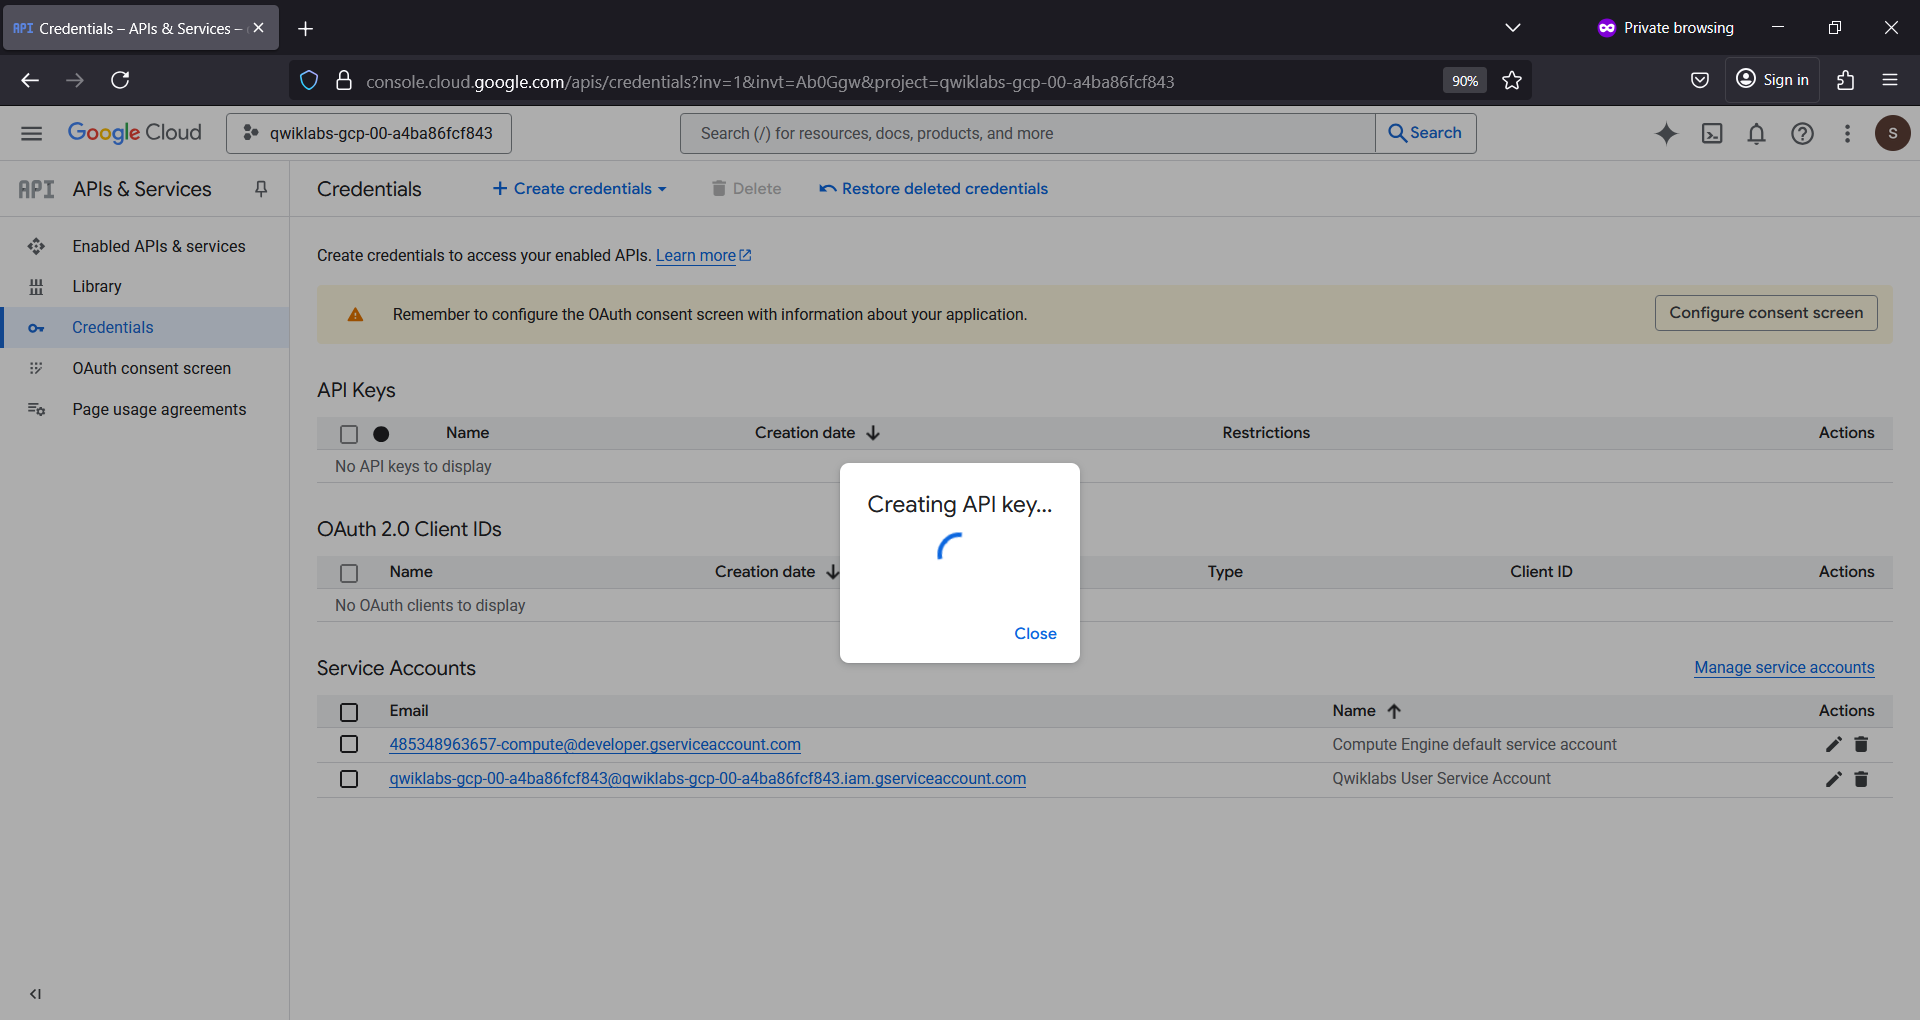 API Credentials – APIs & Services –
Private browsing
console.cloud.google.com/apis/credentials?inv=1&invt=Ab0Ggw&project=qwiklabs-gcp-00-a4ba86fcf843
90%
Sign in
Google Cloud
qwiklabs-gcp-00-a4ba86fcf843
Search (/) for resources, docs, products, and more
Search
S
API APIs & Services
Credentials
Create credentials
Delete
Restore deleted credentials
Enabled APIs & services
Library
Credentials
OAuth consent screen
Page usage agreements
Create credentials to access your enabled APIs. Learn more
Remember to configure the OAuth consent screen with information about your application.
Configure consent screen
API Keys
Name Creation date Restrictions Actions
No API keys to display
Creating API key...
Close
OAuth 2.0 Client IDs
Name Creation date Type Client ID Actions
No OAuth clients to display
Service Accounts
Manage service accounts
Email Name Actions
485348963657-compute@developer.gserviceaccount.com Compute Engine default service account
qwiklabs-gcp-00-a4ba86fcf843@qwiklabs-gcp-00-a4ba86fcf843.iam.gserviceaccount.com Qwiklabs User Service Account